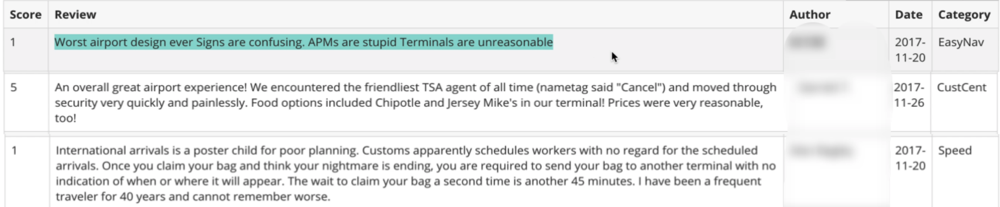 Score Review Author Date Category
1 Worst airport design ever Signs are confusing. APMs are stupid Terminals are unreasonable 2017- EasyNav
11-20
5 An overall great airport experience! We encountered the friendliest TSA agent of all time (nametag said "Cancel") and moved through 2017- CustCent
security very quickly and painlessly. Food options included Chipotle and Jersey Mike's in our terminal! Prices were very reasonable, 11-26
too!
1 International arrivals is a poster child for poor planning. Customs apparently schedules workers with no regard for the scheduled 2017- Speed
arrivals. Once you claim your bag and think your nightmare is ending, you are required to send your bag to another terminal with no 11-20
indication of when or where it will appear. The wait to claim your bag a second time is another 45 minutes. I have been a frequent
traveler for 40 years and cannot remember worse.